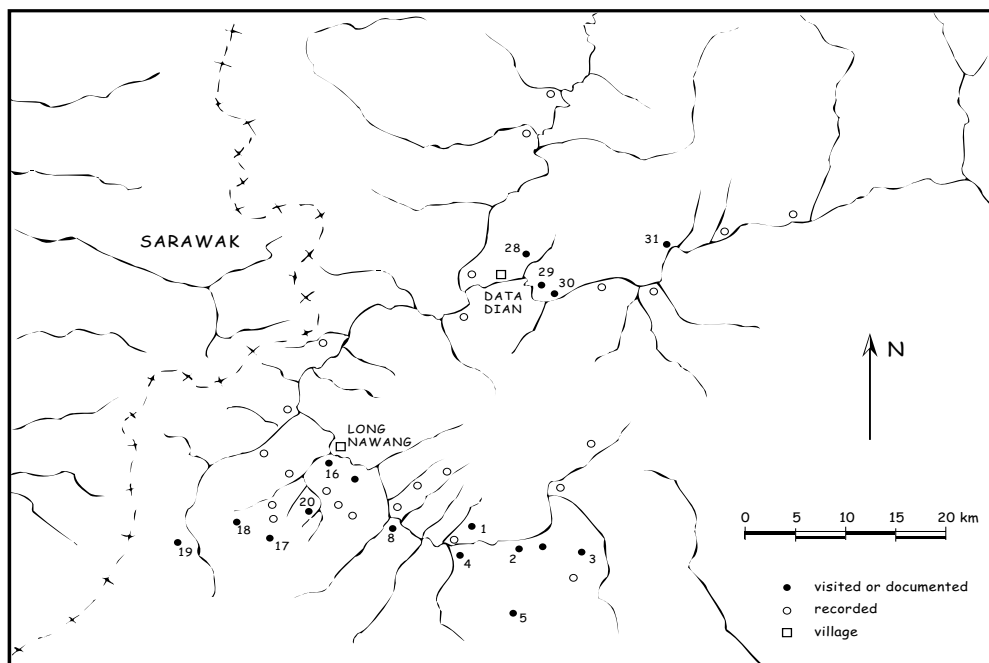 SARAWAK
28
31
29
30
DATA
DIAN
N
LONG
NAWANG
16
20
18
19
17
8
1
4
2
3
5
0 5 10 15 20 km
visited or documented
recorded
village